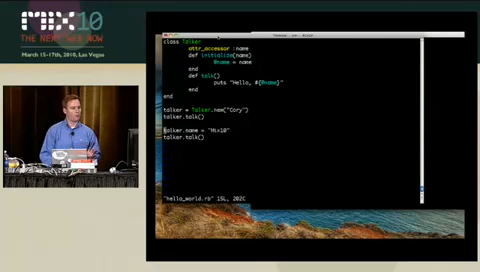 MIX10
THE NEXT WEB NOW
March 15-17th, 2010, Las Vegas
class Talker
attr_accessor :name
def initialize(name)
@name = name
end
def talk()
puts "Hello, #{@name}"
end
end
talker = Talker.new("Cory")
talker.talk()
talker.name = "Mix10"
talker.talk()
"hello_world.rb" 15L, 202C